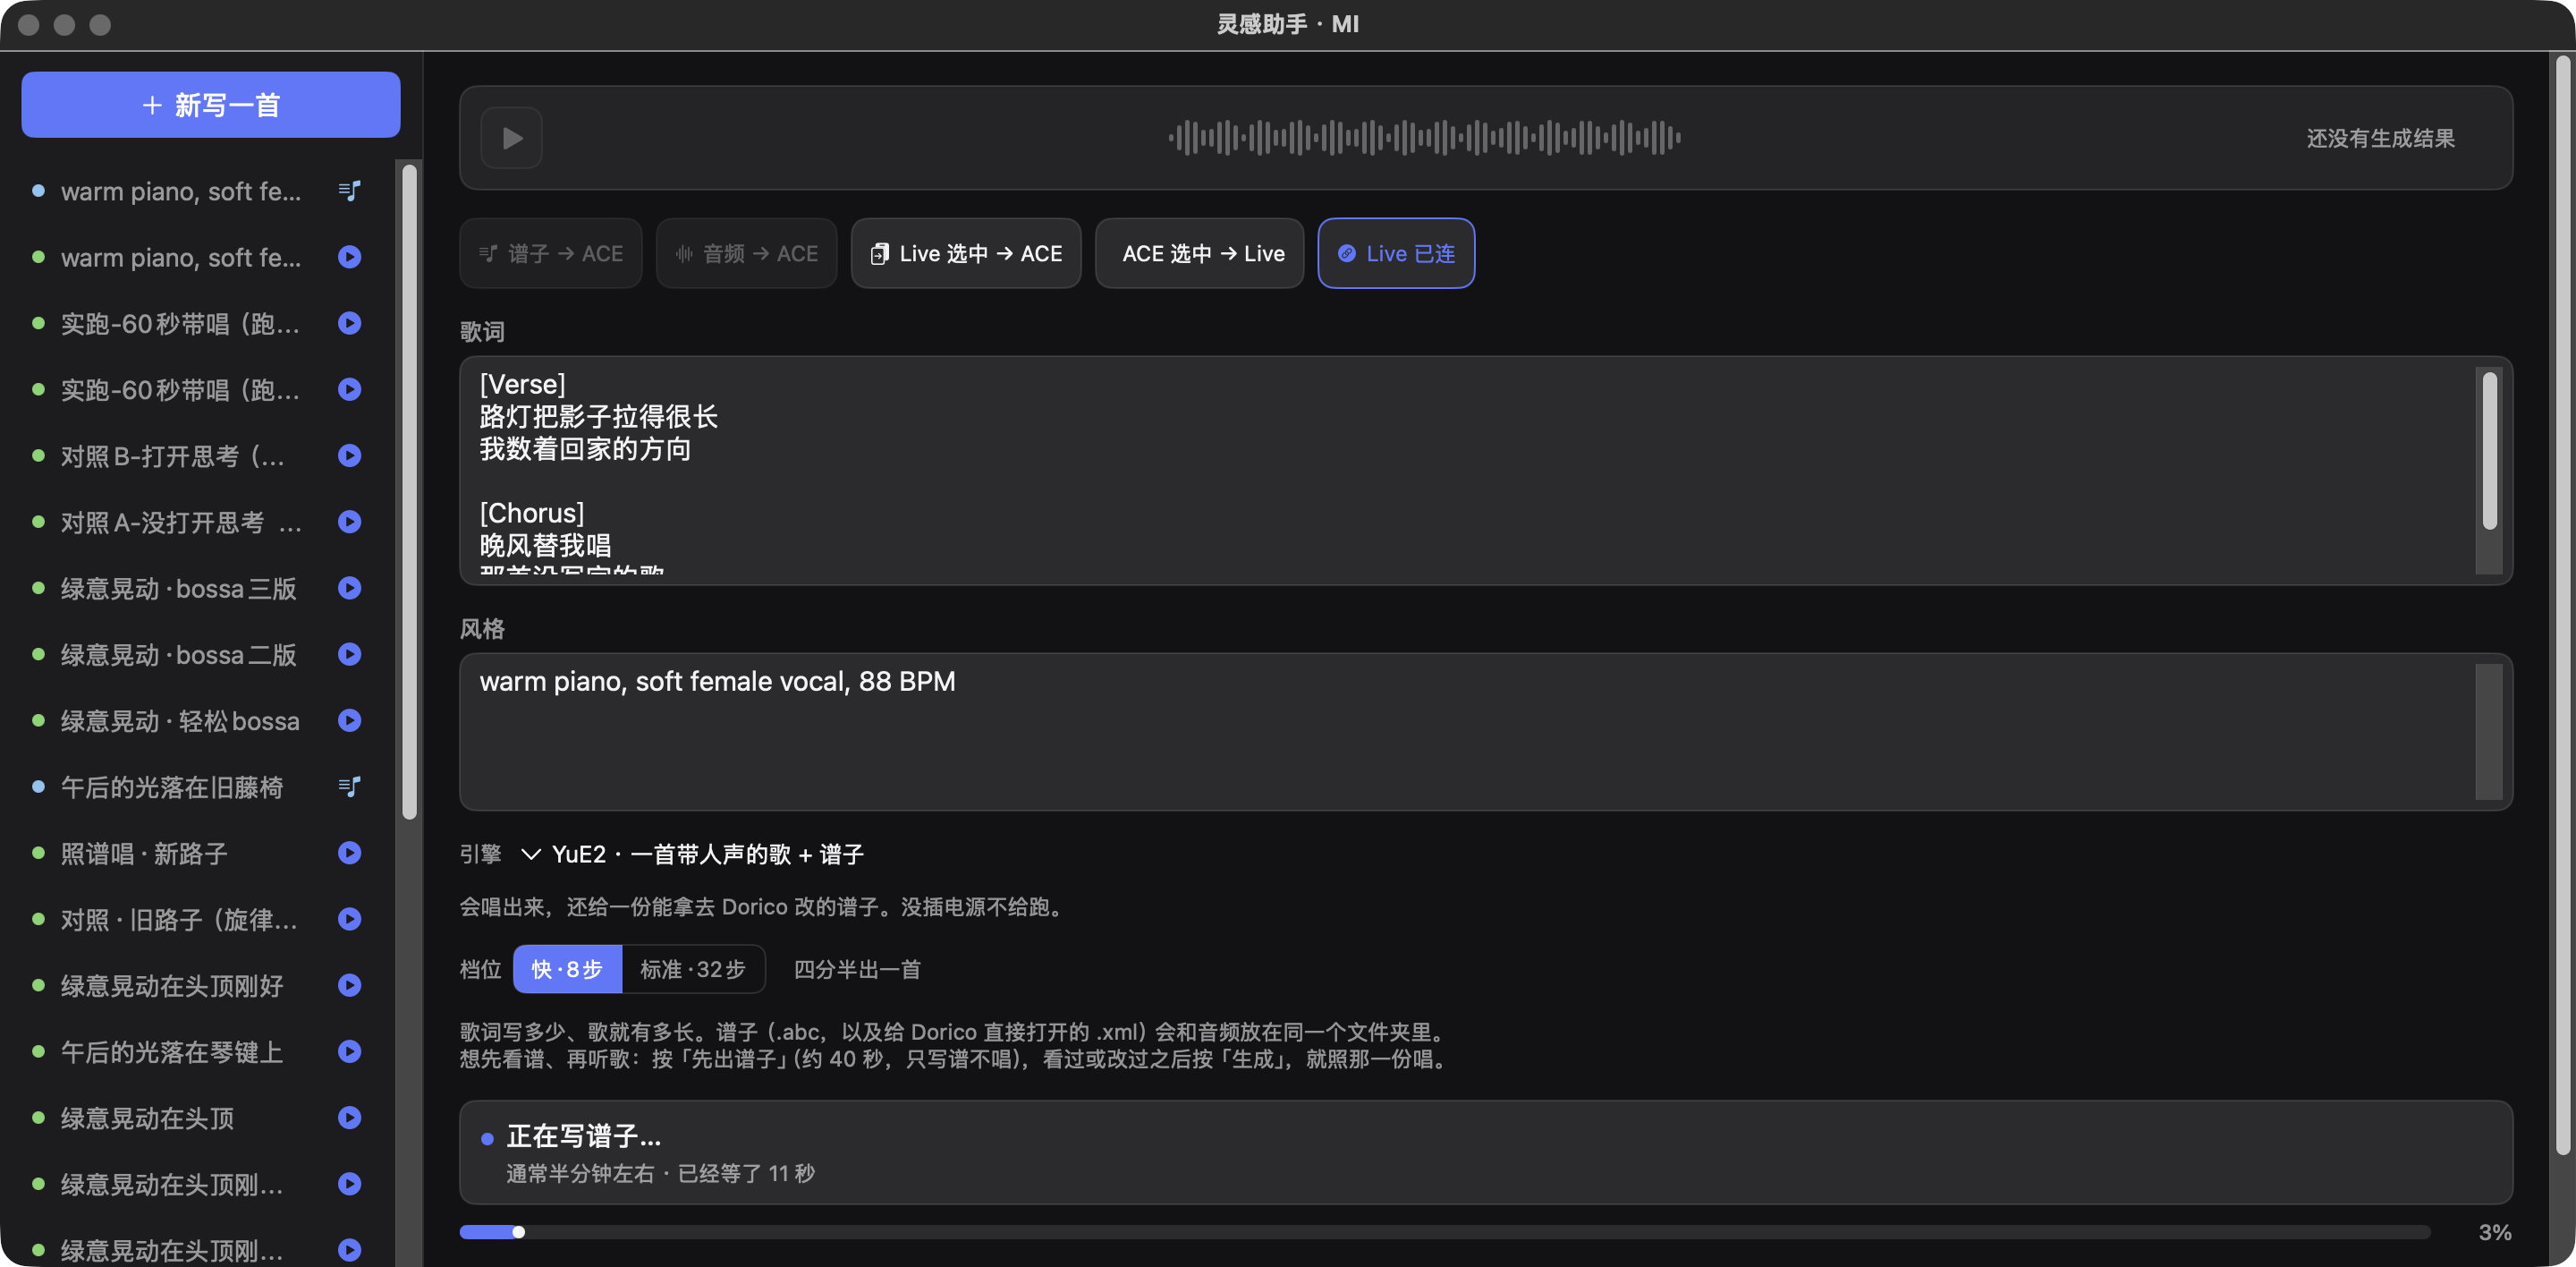 灵感助手 · MI
+ 新写一首
warm piano, soft fe...
warm piano, soft fe...
实跑-60秒带唱（跑...
实跑-60秒带唱（跑...
对照B-打开思考（...
对照A-没打开思考 ...
绿意晃动·bossa三版
绿意晃动·bossa二版
绿意晃动·轻松bossa
午后的光落在旧藤椅
照谱唱·新路子
对照·旧路子（旋律...
绿意晃动在头顶刚好
午后的光落在琴键上
绿意晃动在头顶
绿意晃动在头顶刚...
绿意晃动在头顶刚...
还没有生成结果
谱子 → ACE
音频 → ACE
Live 选中 → ACE
ACE 选中 → Live
Live 已连
歌词
[Verse]
路灯把影子拉得很长
我数着回家的方向
[Chorus]
晚风替我唱
那首没写完的歌
风格
warm piano, soft female vocal, 88 BPM
引擎 YuE2 · 一首带人声的歌 + 谱子
会唱出来，还给一份能拿去 Dorico 改的谱子。没插电源不给跑。
档位 快·8步 标准·32步 四分半出一首
歌词写多少、歌就有多长。谱子（.abc，以及给 Dorico 直接打开的 .xml）会和音频放在同一个文件夹里。
想先看谱、再听歌：按「先出谱子」（约 40 秒，只写谱不唱），看过或改过之后按「生成」，就照那一份唱。
正在写谱子...
通常半分钟左右 · 已经等了 11 秒
3%